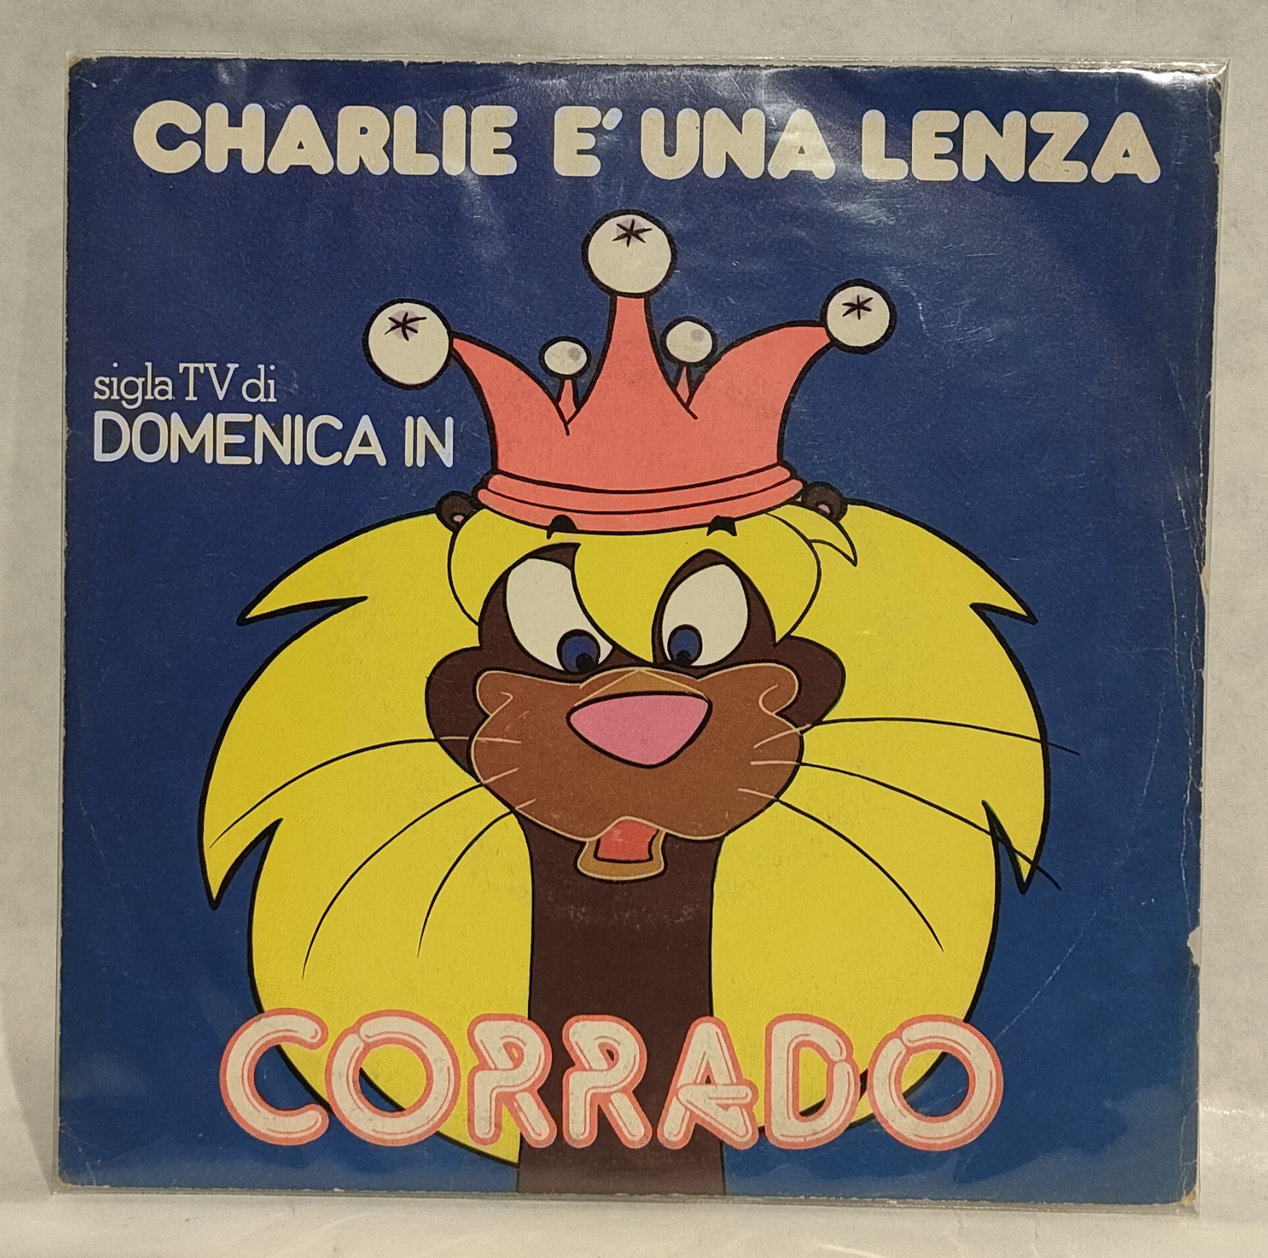 CHARLIE E' UNA LENZA
sigla TV di
DOMENICA IN
CORRADO